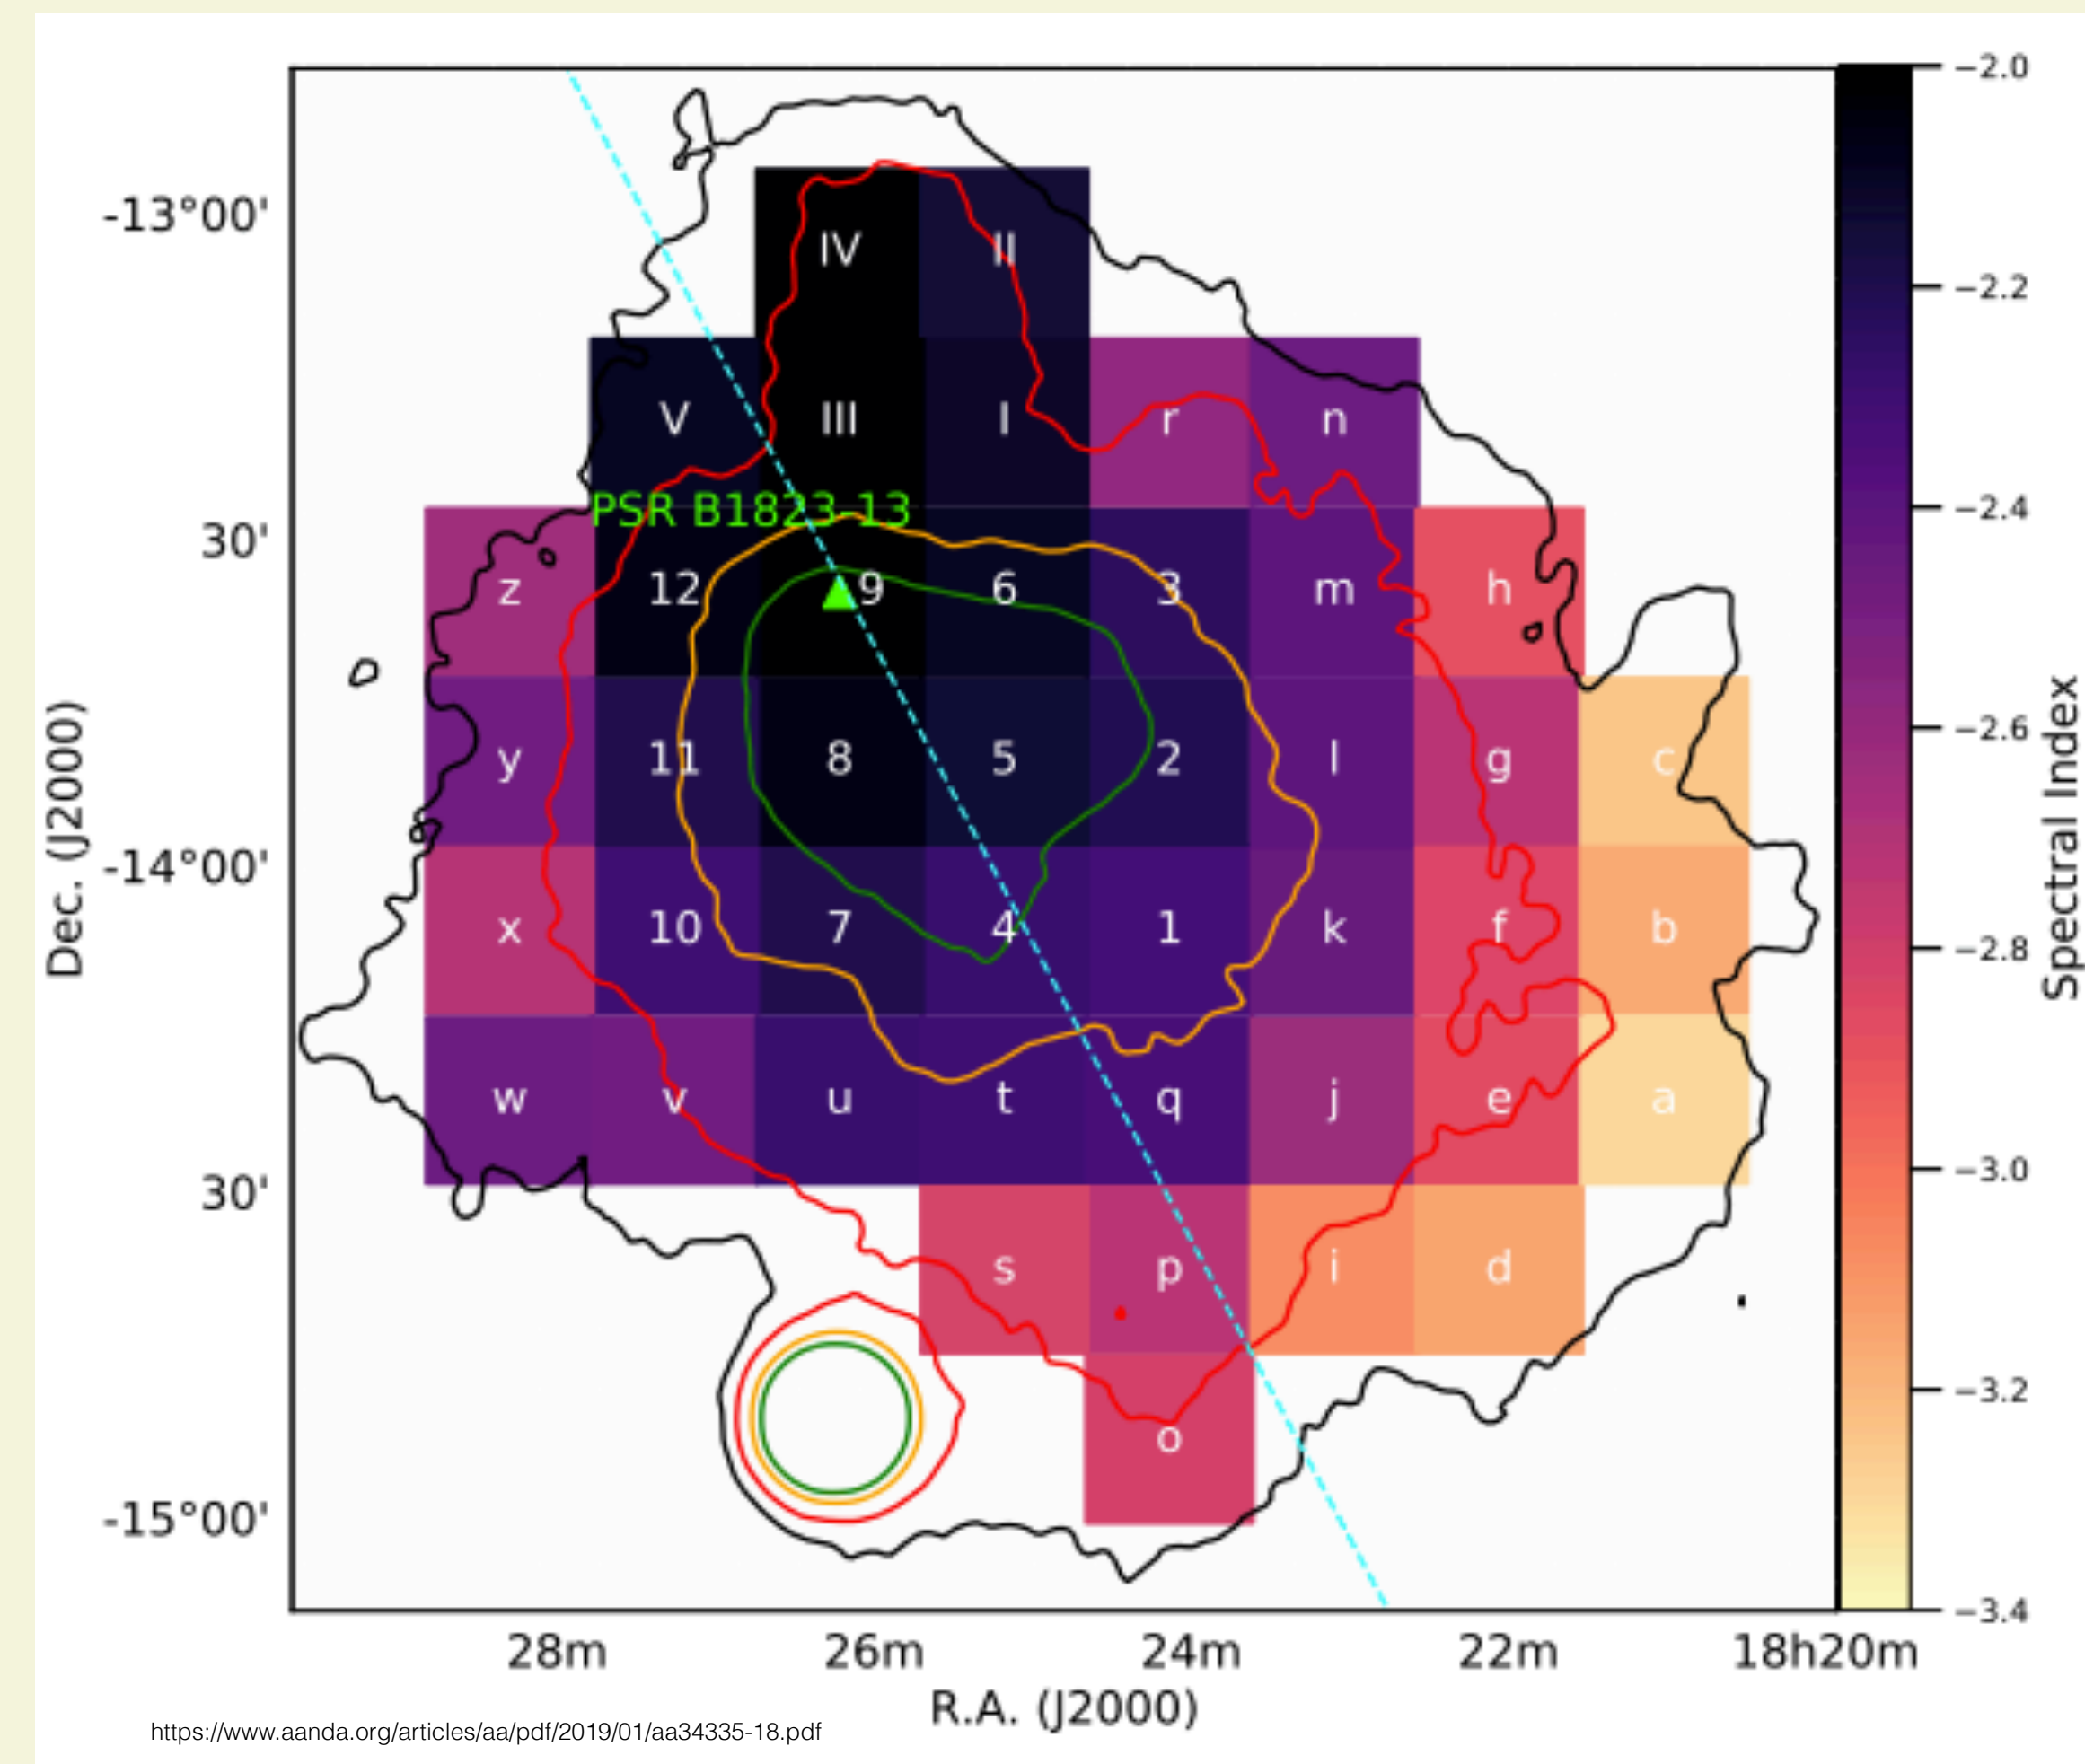 −2.0
-13°00'
IV II
−2.2
V III I r n
−2.4
PSR B1823-13
30'
z 12 9 6 3 m h
−2.6
y 11 8 5 2 l g c
Dec. (J2000)
Spectral Index
-14°00'
x 10 7 4 1 k f b
−2.8
w v u t q j e a
−3.0
30'
s p i d
−3.2
o
-15°00'
−3.4
28m 26m 24m 22m 18h20m
R.A. (J2000)
https://www.aanda.org/articles/aa/pdf/2019/01/aa34335-18.pdf